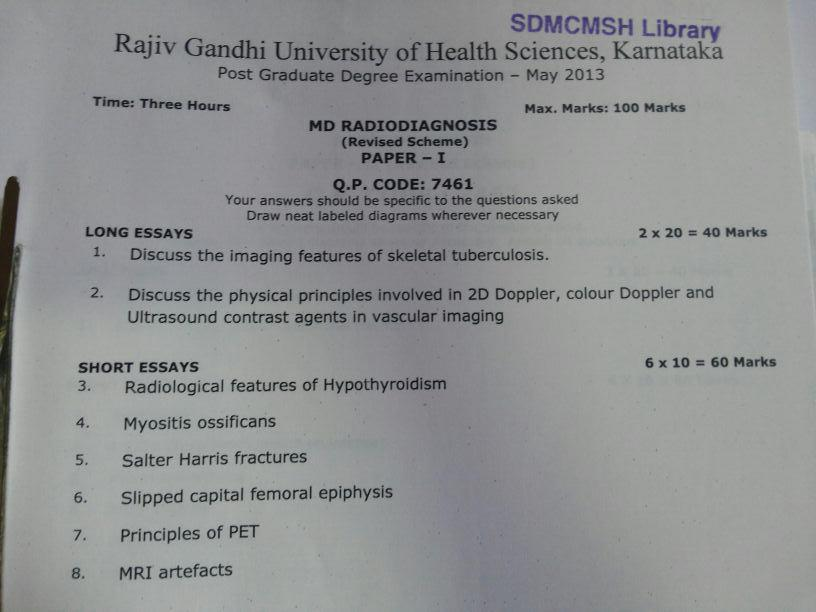 SDMCMSH Library
Rajiv Gandhi University of Health Sciences, Karnataka
Post Graduate Degree Examination – May 2013
Time: Three Hours Max. Marks: 100 Marks
MD RADIODIAGNOSIS
(Revised Scheme)
PAPER – I
Q.P. CODE: 7461
Your answers should be specific to the questions asked
Draw neat labeled diagrams wherever necessary
LONG ESSAYS 2 x 20 = 40 Marks
1. Discuss the imaging features of skeletal tuberculosis.
2. Discuss the physical principles involved in 2D Doppler, colour Doppler and
Ultrasound contrast agents in vascular imaging
SHORT ESSAYS 6 x 10 = 60 Marks
3. Radiological features of Hypothyroidism
4. Myositis ossificans
5. Salter Harris fractures
6. Slipped capital femoral epiphysis
7. Principles of PET
8. MRI artefacts